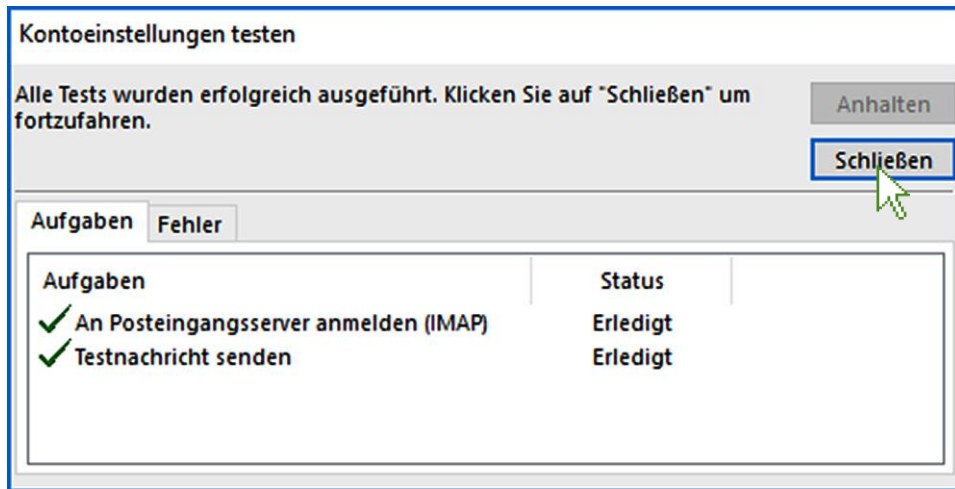 Kontoeinstellungen testen
Alle Tests wurden erfolgreich ausgeführt. Klicken Sie auf "Schließen" um
fortzufahren.
Anhalten
Schließen
Aufgaben Fehler
Aufgaben Status
An Posteingangsserver anmelden (IMAP) Erledigt
Testnachricht senden Erledigt